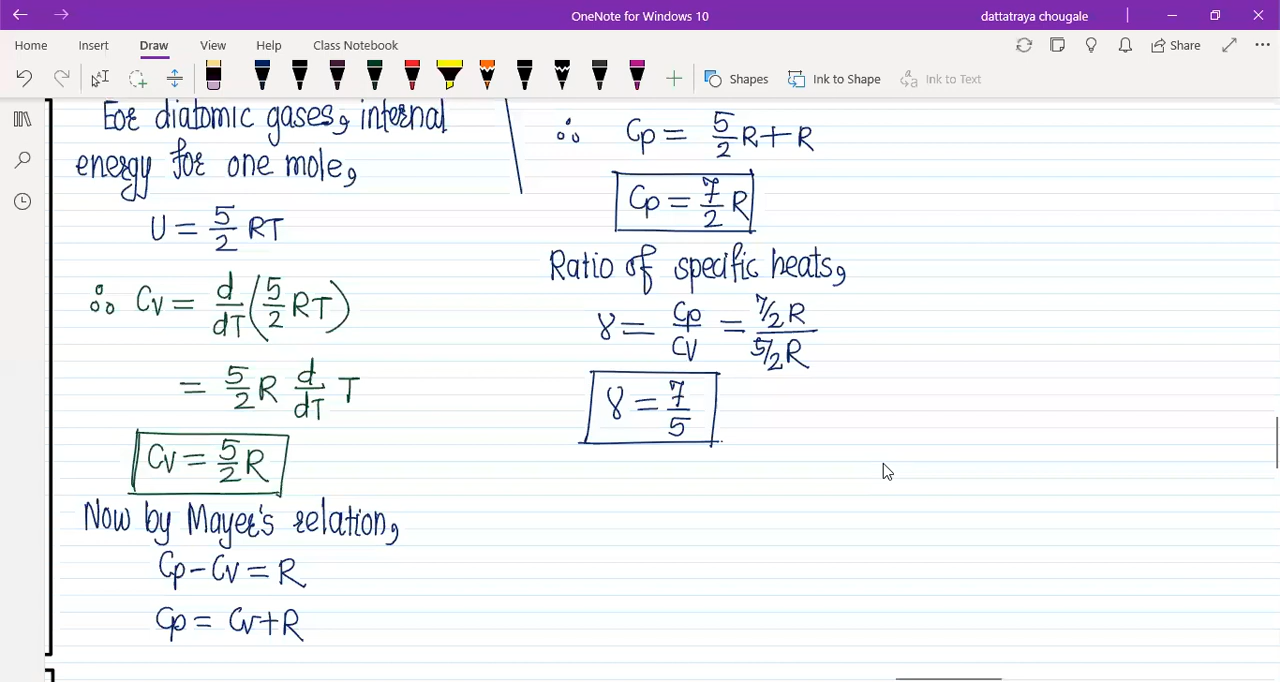 OneNote for Windows 10
dattatraya chougale
Home Insert Draw View Help Class Notebook
Share
Shapes Ink to Shape Ink to Text
For diatomic gases, internal
energy for one mole,
U = 5/2 RT
∴ Cv = d/dT (5/2 RT)
= 5/2 R d/dT T
Cv = 5/2 R
Now by Mayer's relation,
Cp - Cv = R
Cp = Cv + R
∴ Cp = 5/2 R + R
Cp = 7/2 R
Ratio of specific heats,
γ = Cp/Cv = 7/2 R / 5/2 R
γ = 7/5